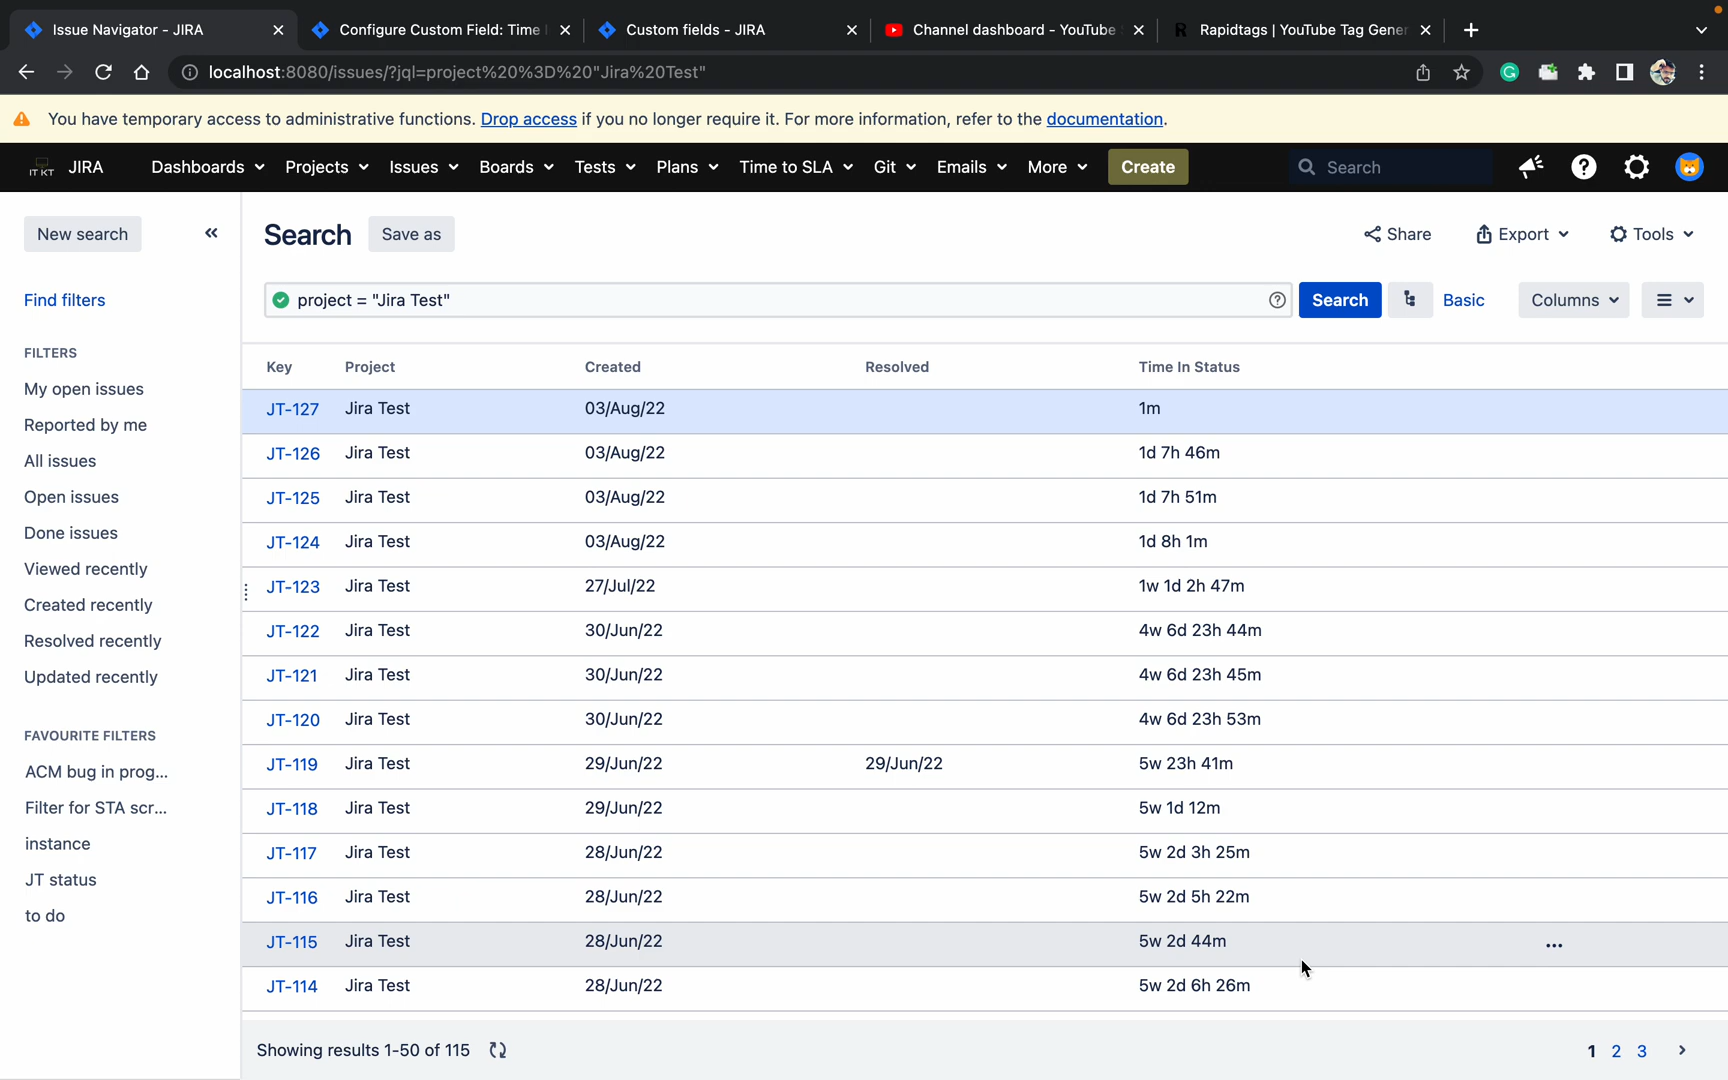 Issue Navigator - JIRA
Configure Custom Field: Time
Custom fields - JIRA
Channel dashboard - YouTube
Rapidtags | YouTube Tag Gener
localhost:8080/issues/?jql=project%20%3D%20"Jira%20Test"
You have temporary access to administrative functions. Drop access if you no longer require it. For more information, refer to the documentation.
IT KT JIRA Dashboards Projects Issues Boards Tests Plans Time to SLA Git Emails More Create Search
New search
Search Save as Share Export Tools
Find filters
project = "Jira Test" Search Basic Columns
FILTERS
My open issues
Reported by me
All issues
Open issues
Done issues
Viewed recently
Created recently
Resolved recently
Updated recently
FAVOURITE FILTERS
ACM bug in prog...
Filter for STA scr...
instance
JT status
to do
Key Project Created Resolved Time In Status
JT-127 Jira Test 03/Aug/22 1m
JT-126 Jira Test 03/Aug/22 1d 7h 46m
JT-125 Jira Test 03/Aug/22 1d 7h 51m
JT-124 Jira Test 03/Aug/22 1d 8h 1m
JT-123 Jira Test 27/Jul/22 1w 1d 2h 47m
JT-122 Jira Test 30/Jun/22 4w 6d 23h 44m
JT-121 Jira Test 30/Jun/22 4w 6d 23h 45m
JT-120 Jira Test 30/Jun/22 4w 6d 23h 53m
JT-119 Jira Test 29/Jun/22 29/Jun/22 5w 23h 41m
JT-118 Jira Test 29/Jun/22 5w 1d 12m
JT-117 Jira Test 28/Jun/22 5w 2d 3h 25m
JT-116 Jira Test 28/Jun/22 5w 2d 5h 22m
JT-115 Jira Test 28/Jun/22 5w 2d 44m ...
JT-114 Jira Test 28/Jun/22 5w 2d 6h 26m
Showing results 1-50 of 115 1 2 3